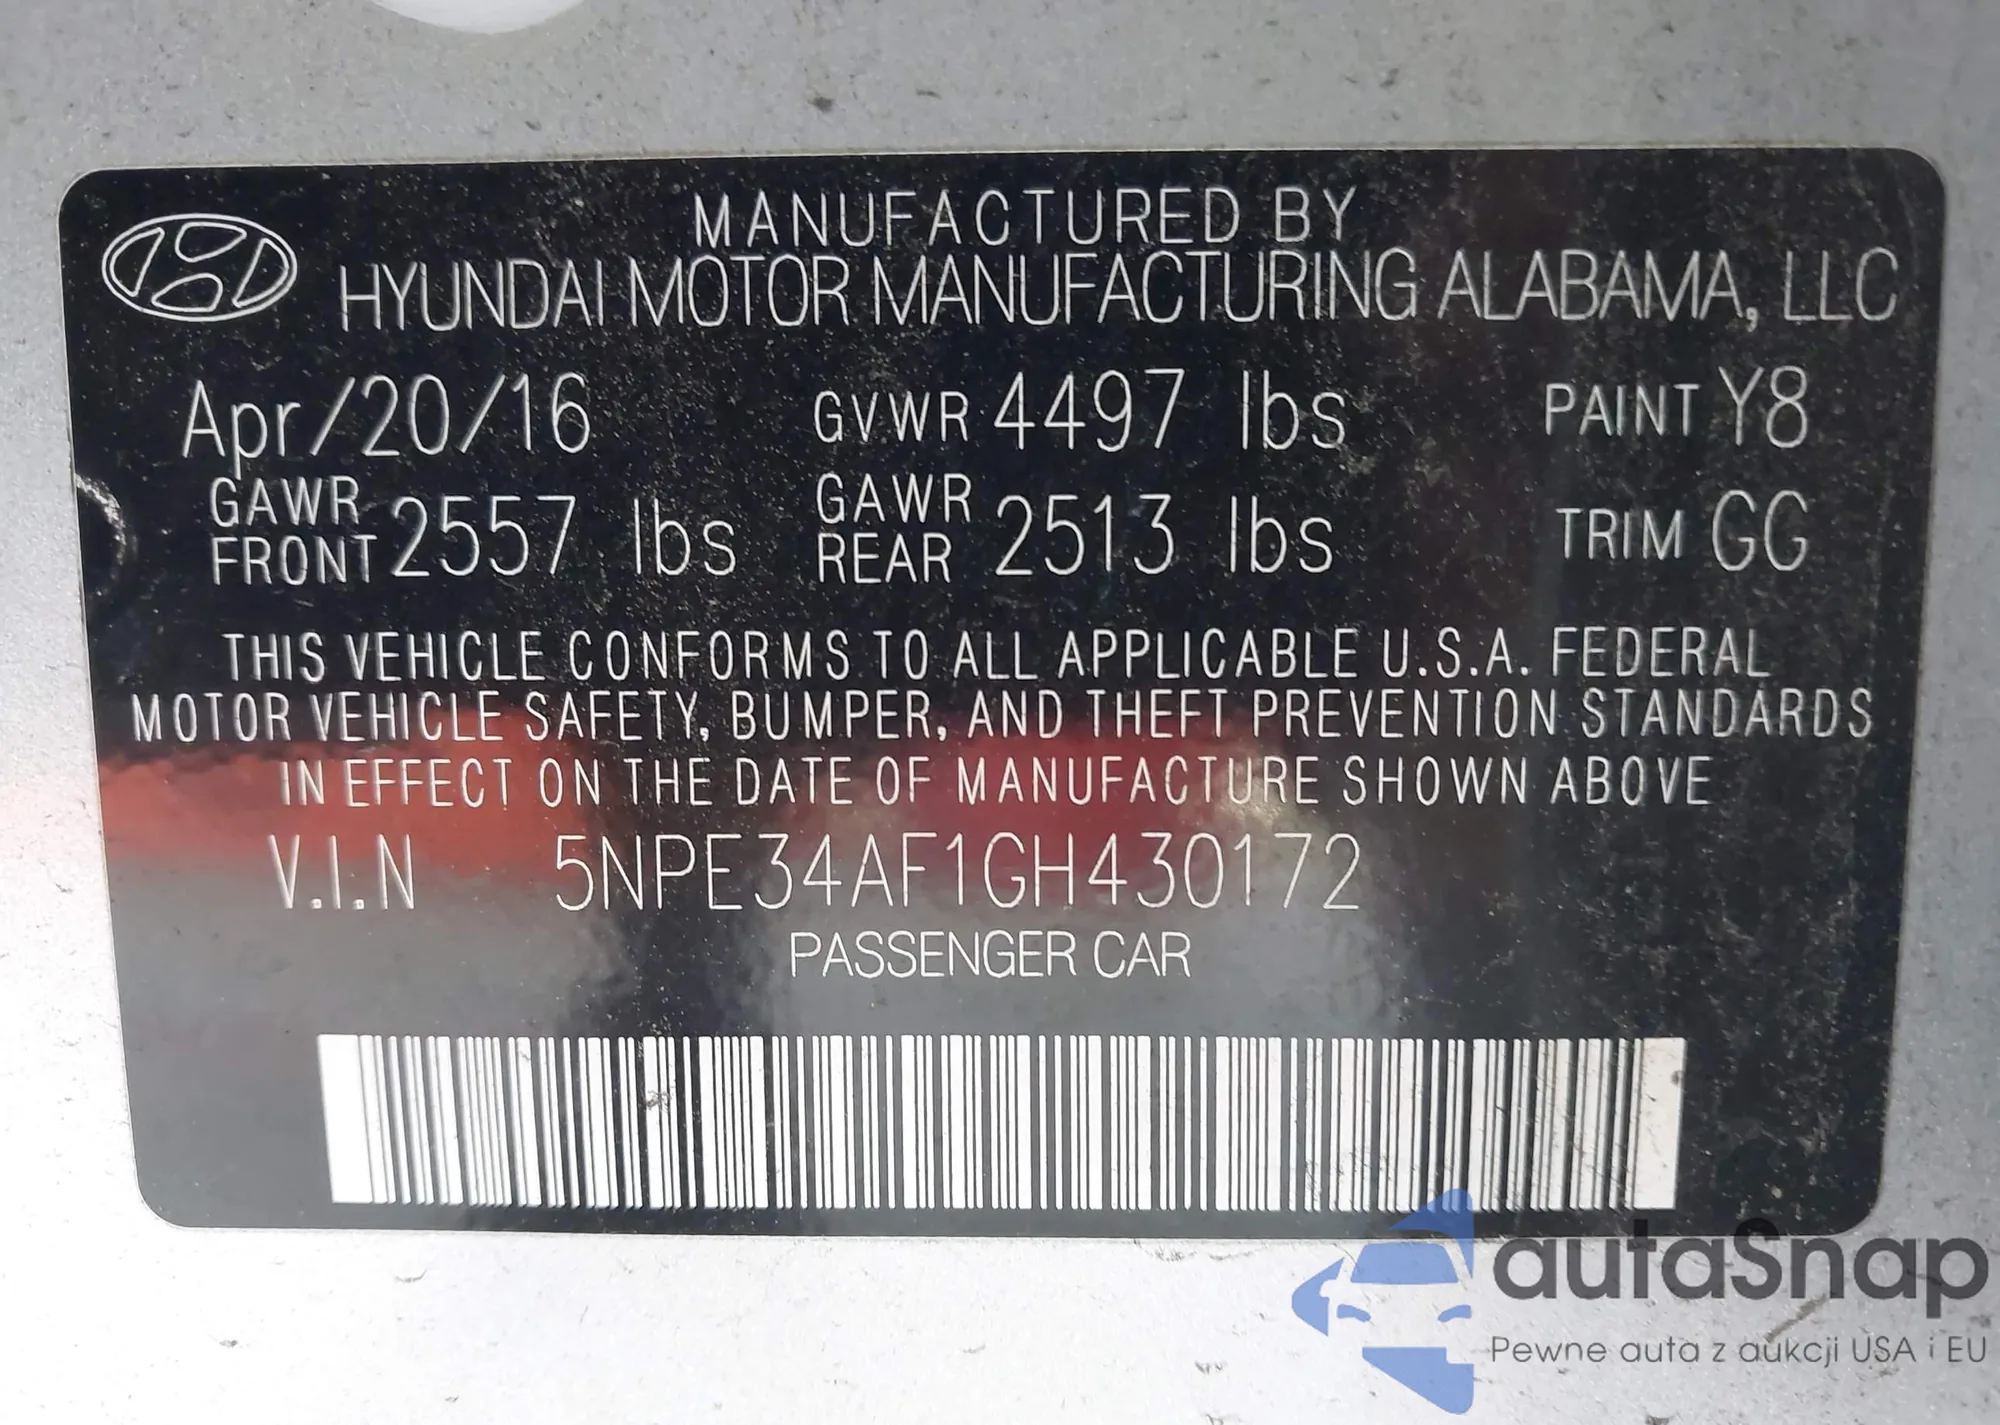 MANUFACTURED BY
HYUNDAI MOTOR MANUFACTURING ALABAMA, LLC
Apr/20/16 GVWR 4497 lbs PAINT Y8
GAWR FRONT 2557 lbs GAWR REAR 2513 lbs TRIM GG
THIS VEHICLE CONFORMS TO ALL APPLICABLE U.S.A. FEDERAL
MOTOR VEHICLE SAFETY, BUMPER, AND THEFT PREVENTION STANDARDS
IN EFFECT ON THE DATE OF MANUFACTURE SHOWN ABOVE
V.I.N 5NPE34AF1GH430172
PASSENGER CAR
autaSnap
Pewne auta z aukcji USA i EU